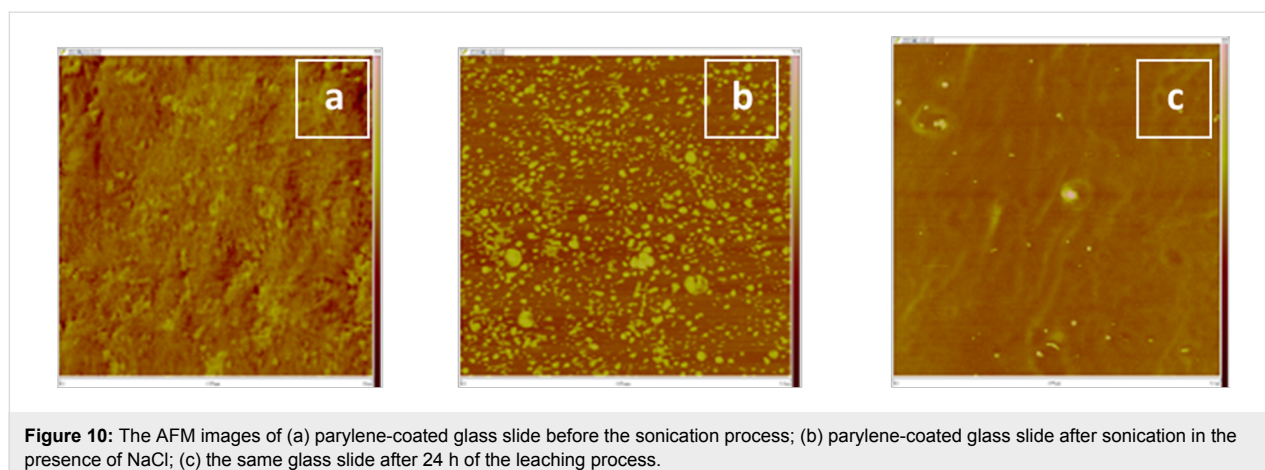 a
b
c
Figure 10: The AFM images of (a) parylene-coated glass slide before the sonication process; (b) parylene-coated glass slide after sonication in the
presence of NaCl; (c) the same glass slide after 24 h of the leaching process.